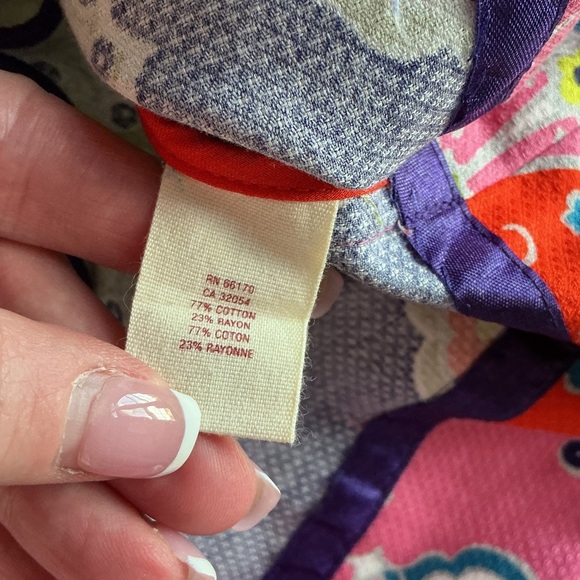 RN 66170
CA 32054
77% COTTON
23% RAYON
77% COTON
23% RAYONNE